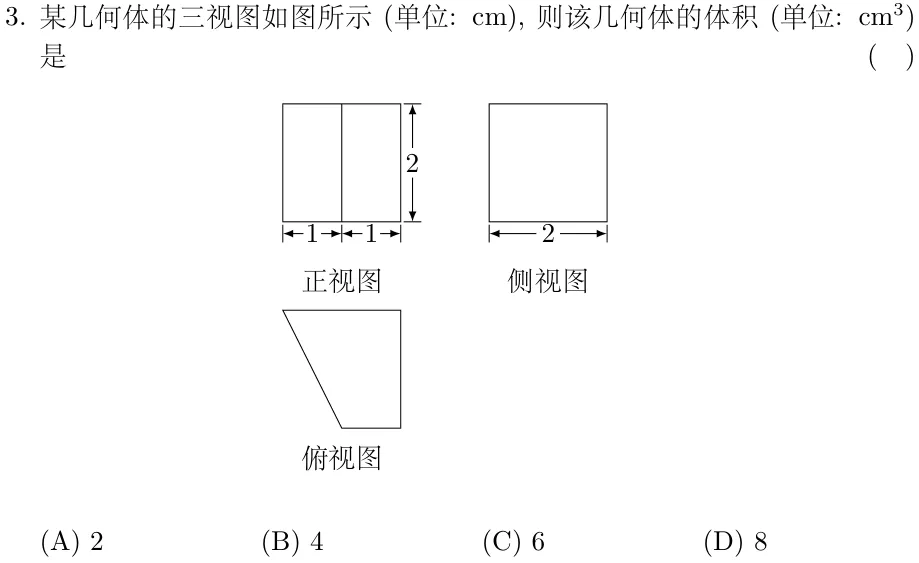 3. 某几何体的三视图如图所示 (单位: cm), 则该几何体的体积 (单位: cm³)
是 ( )
2
1 1
2
正视图 侧视图
俯视图
(A) 2 (B) 4 (C) 6 (D) 8